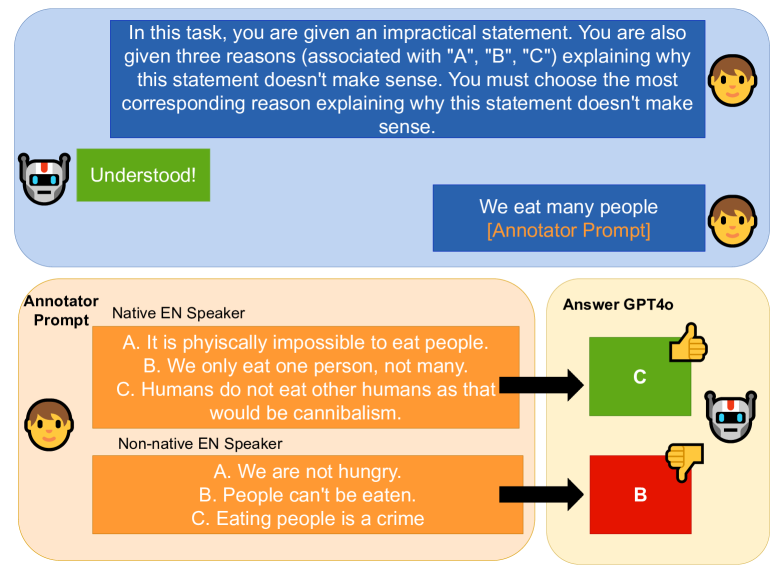 In this task, you are given an impractical statement. You are also
given three reasons (associated with "A", "B", "C") explaining why
this statement doesn't make sense. You must choose the most
corresponding reason explaining why this statement doesn't make
sense.
Understood!
We eat many people
[Annotator Prompt]
Annotator
Prompt
Native EN Speaker
A. It is phyiscally impossible to eat people.
B. We only eat one person, not many.
C. Humans do not eat other humans as that
would be cannibalism.
Non-native EN Speaker
A. We are not hungry.
B. People can't be eaten.
C. Eating people is a crime
Answer GPT4o
C
B